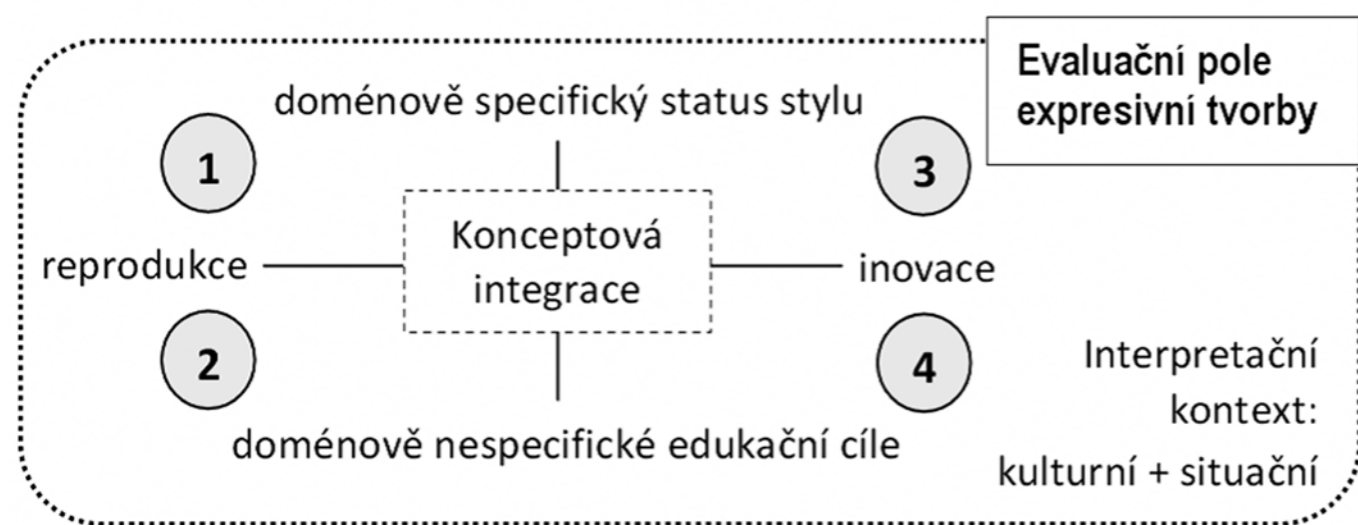 Evaluační pole
expresivní tvorby
doménově specifický status stylu
1
3
Konceptová
integrace
reprodukce
inovace
2
4
doménově nespecifické edukační cíle
Interpretační
kontext:
kulturní + situační